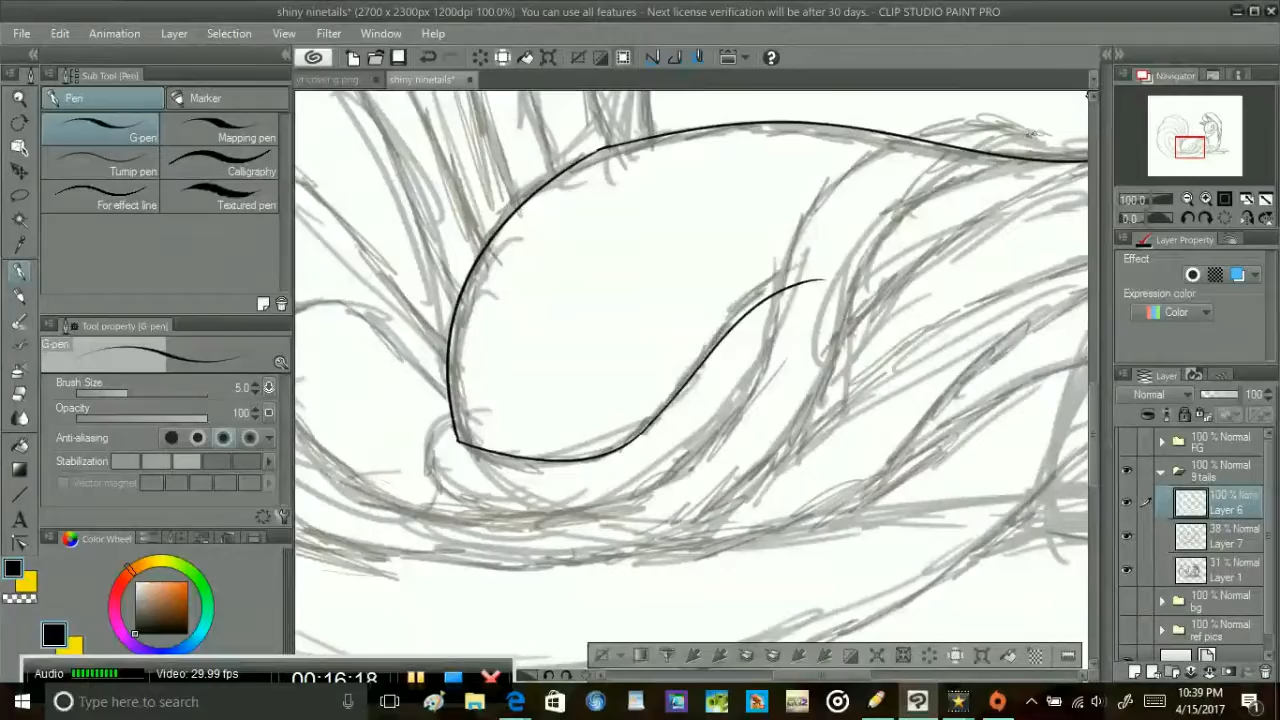 shiny ninetails* (2700 x 2300px 1200dpi 100.0%)  You can use all features - Next license verification will be after 30 days. - CLIP STUDIO PAINT PRO
File Edit Animation Layer Selection View Filter Window Help
Sub Tool [Pen]
shiny ninetails*
Navigator
Pen Marker
G-pen Mapping pen
Turnip pen Calligraphy
For effect line Textured pen
100.0
0.0
Layer Property
Effect
Expression color
Color
Tool property [G-pen]
G-pen
Brush Size 5.0
Opacity 100
Anti-aliasing
Stabilization
Vector magnet
Layer
Normal 100
100 % Normal
FG
100 % Normal
9 tails
100 % Norm
Layer 6
38 % Normal
Layer 7
31 % Normal
Layer 1
100 % Normal
bg
100 % Normal
ref pics
Color Wheel
A
Audio Video: 29.99 fps 00:16:18
Type here to search
10:39 PM
4/15/2017